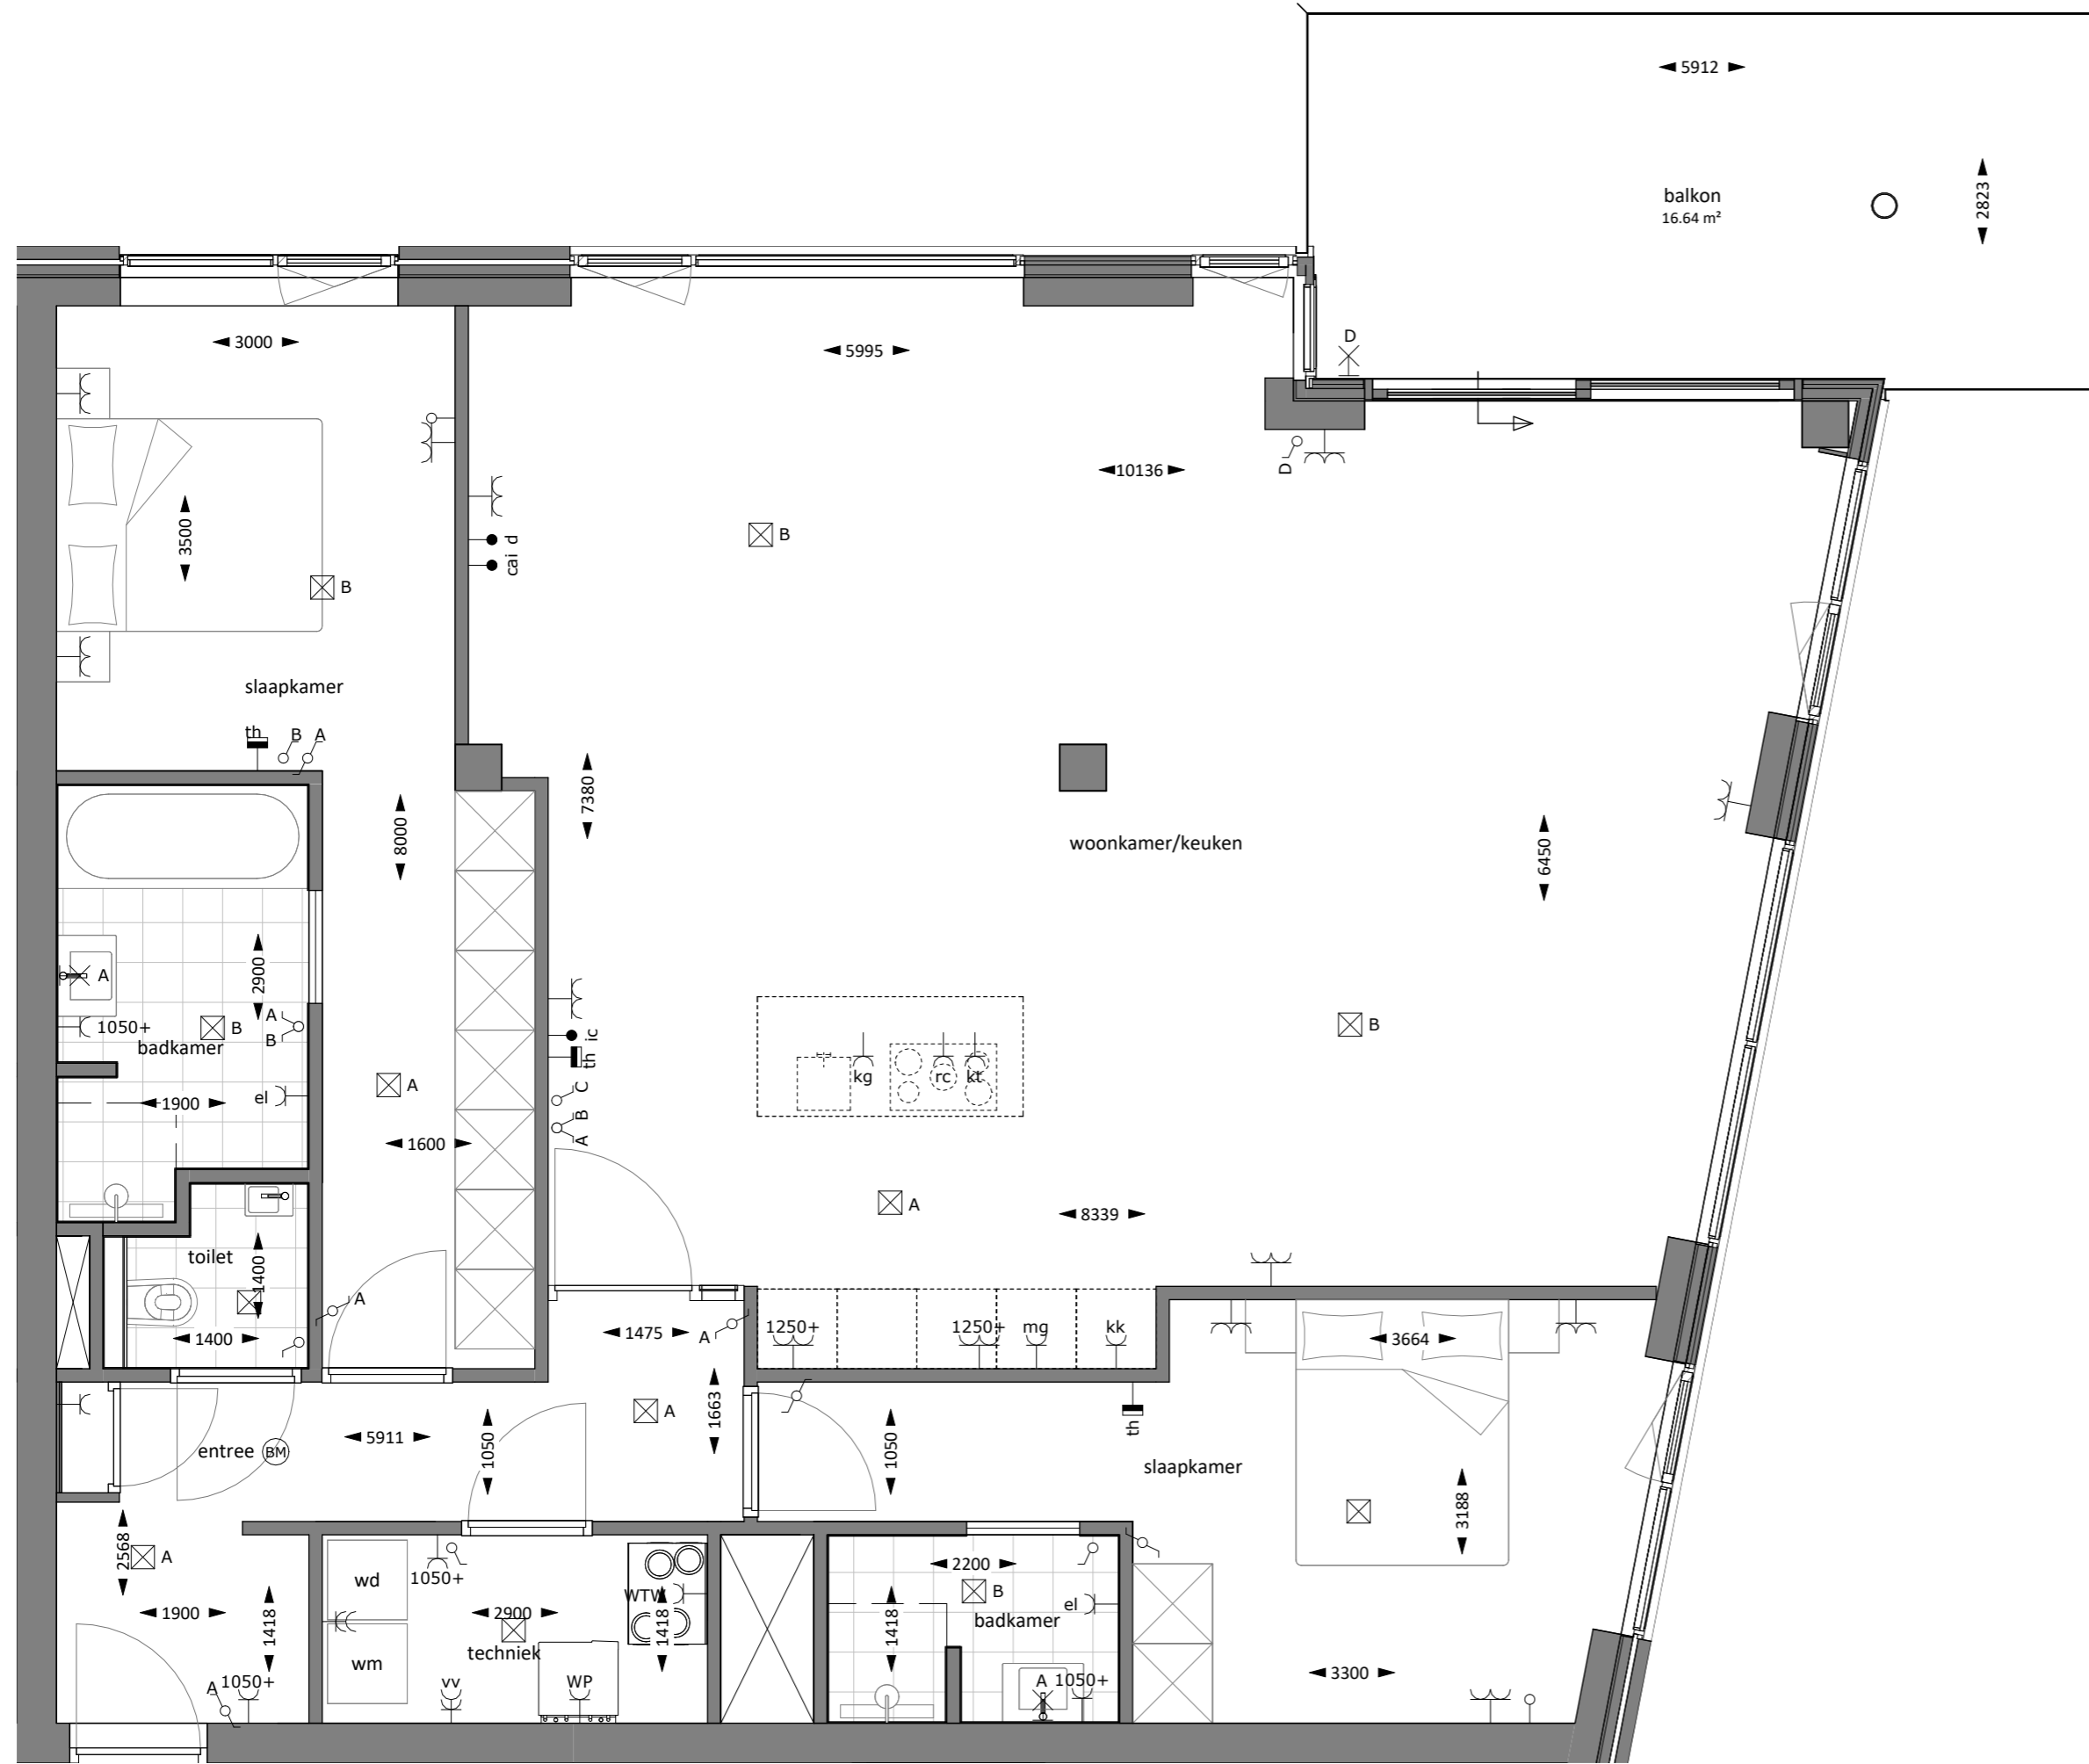 5912
balkon
16.64 m²
2823
3000
5995
D
10136
D
3500
B
d
cai
B
slaapkamer
th
B
A
7380
8000
woonkamer/keuken
6450
2900
A
1050+
badkamer
B
A
B
el
1900
A
1600
ic
th
C
B
A
kg
rc
kt
B
A
8339
toilet
1400
1400
A
1475
A
1250+
1250+
mg
kk
3664
1663
A
entree
BM
5911
1050
1050
th
slaapkamer
3188
2568
A
wd
1050+
WTW
2200
B
badkamer
el
1900
1418
2900
techniek
1418
1418
wm
A
1050+
vv
WP
A
1050+
3300